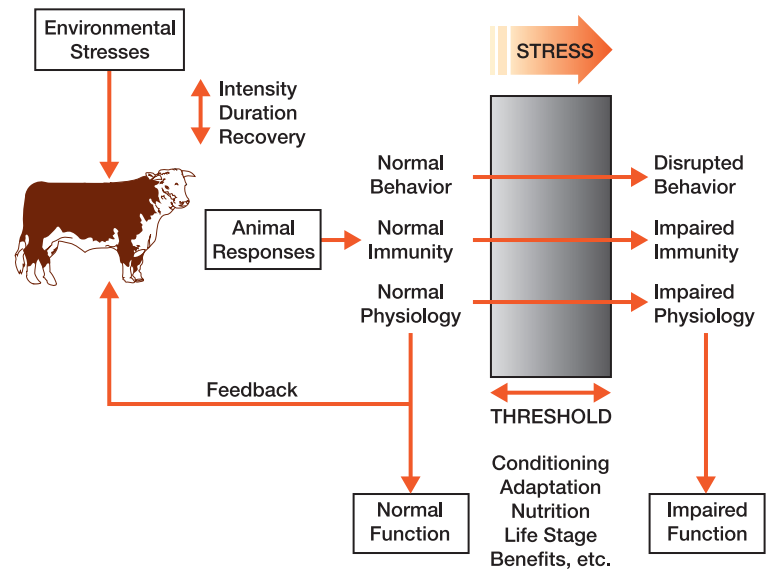 Environmental
Stresses
Intensity
Duration
Recovery
STRESS
Normal
Behavior
Disrupted
Behavior
Animal
Responses
Normal
Immunity
Impaired
Immunity
Normal
Physiology
Impaired
Physiology
Feedback
THRESHOLD
Conditioning
Adaptation
Nutrition
Life Stage
Benefits, etc.
Normal
Function
Impaired
Function